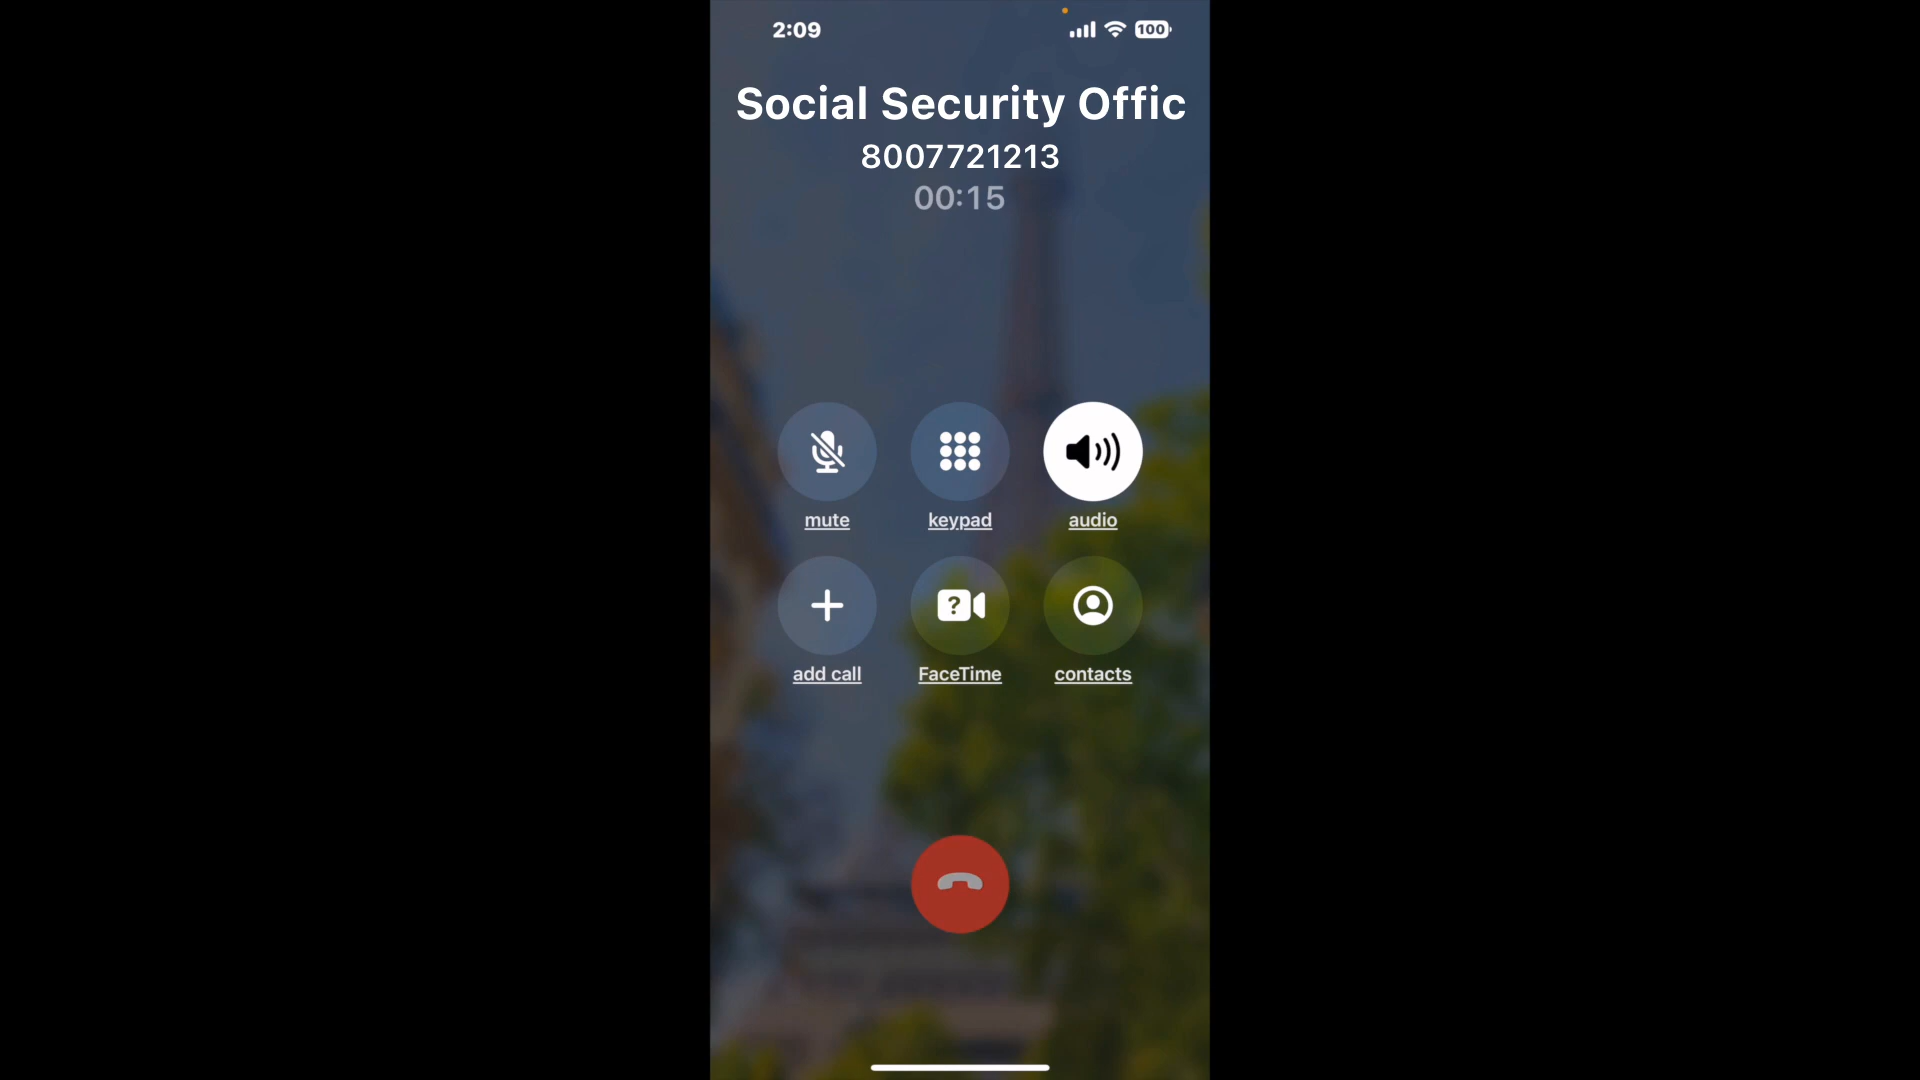 2:09
100
Social Security Offic
8007721213
00:15
mute
keypad
audio
?
add call
FaceTime
contacts